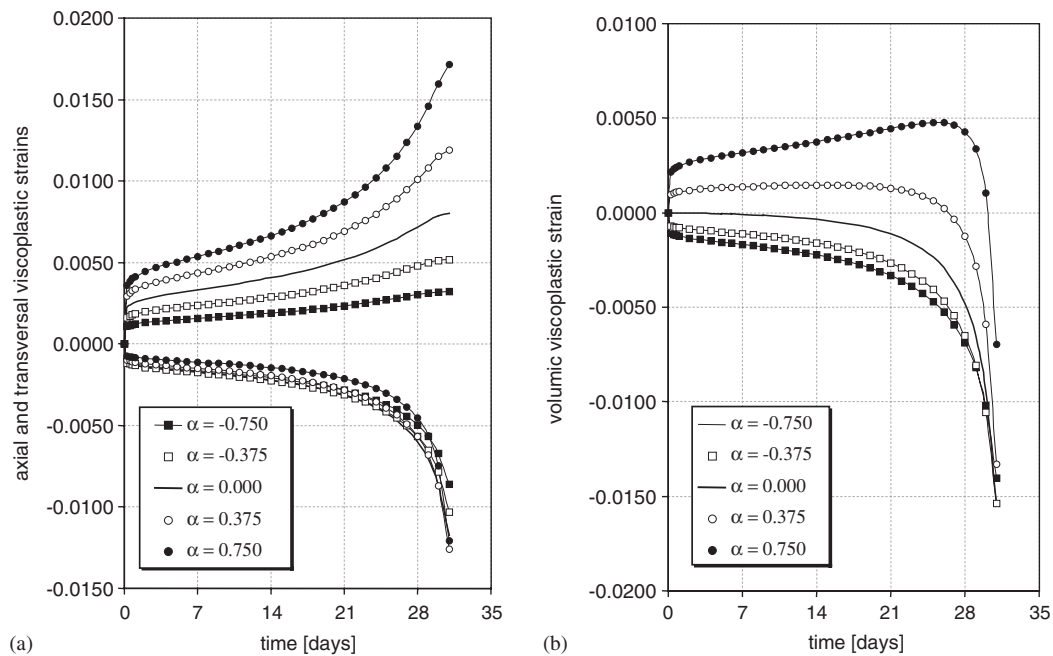 axial and transversal viscoplastic strains
0.0200
0.0150
0.0100
0.0050
0.0000
-0.0050
-0.0100
-0.0150
α = -0.750
α = -0.375
α = 0.000
α = 0.375
α = 0.750
0 7 14 21 28 35
time [days]
(a)
volumic viscoplastic strain
0.0100
0.0050
0.0000
-0.0050
-0.0100
-0.0150
-0.0200
α = -0.750
α = -0.375
α = 0.000
α = 0.375
α = 0.750
0 7 14 21 28 35
time [days]
(b)